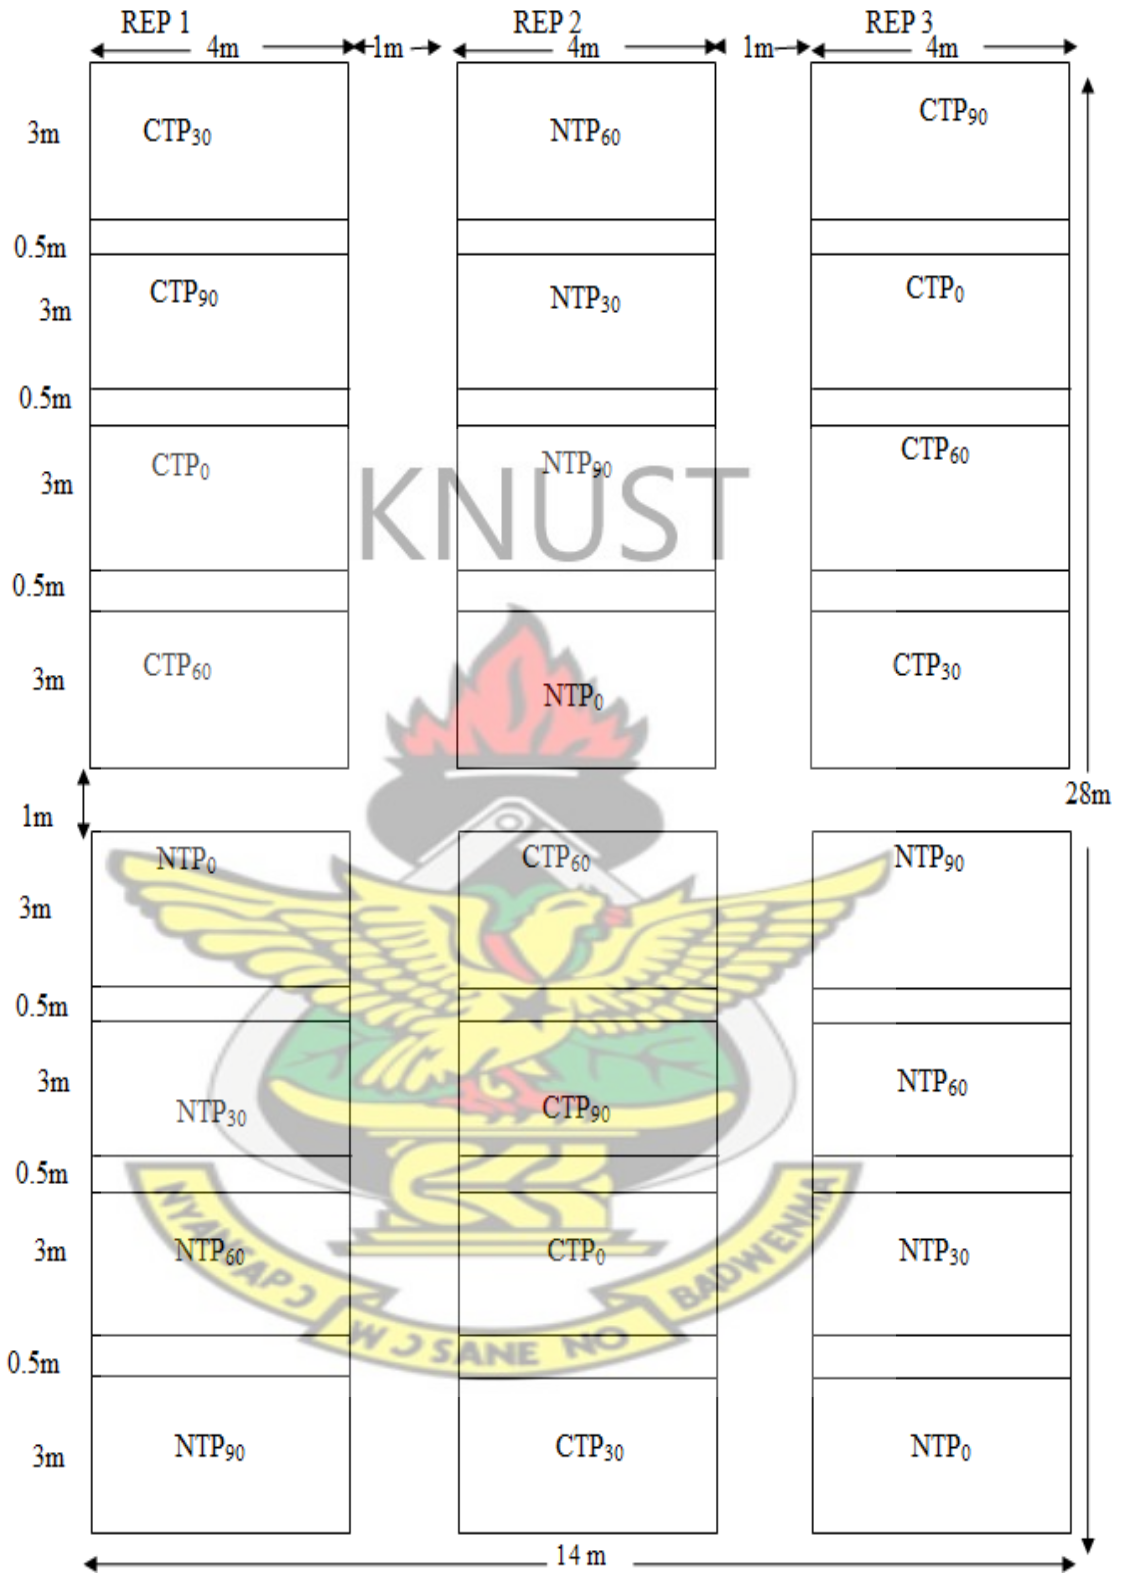 REP 1 REP 2 REP 3
4m 1m 4m 1m 4m
3m CTP30 NTP60 CTP90
0.5m
3m CTP90 NTP30 CTP0
0.5m
3m CTP0 NTP90 CTP60
KNUST
0.5m
3m CTP60 NTP0 CTP30
28m
1m
NTP0 CTP60 NTP90
3m
0.5m
3m NTP30 CTP90 NTP60
0.5m
3m NTP60 CTP0 NTP30
NYANSAPƆ WƆSANE NO BADWENMA
0.5m
3m NTP90 CTP30 NTP0
14 m